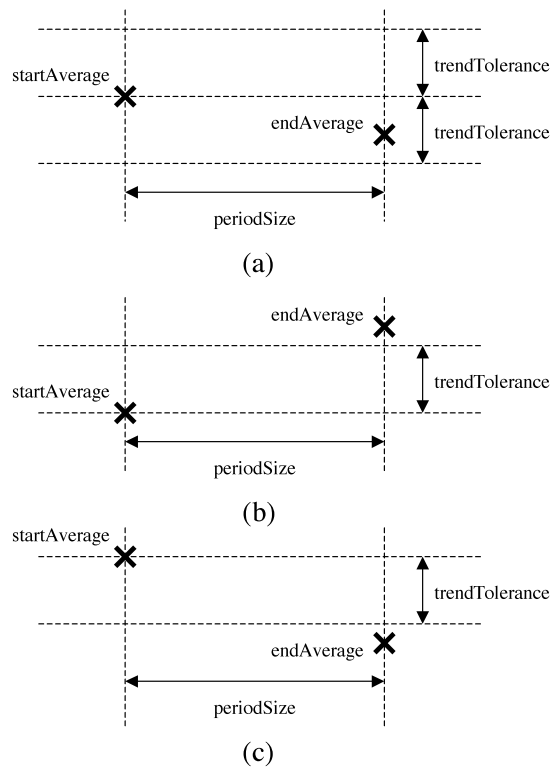 startAverage
trendTolerance
endAverage
trendTolerance
periodSize
(a)
endAverage
trendTolerance
startAverage
periodSize
(b)
startAverage
trendTolerance
endAverage
periodSize
(c)